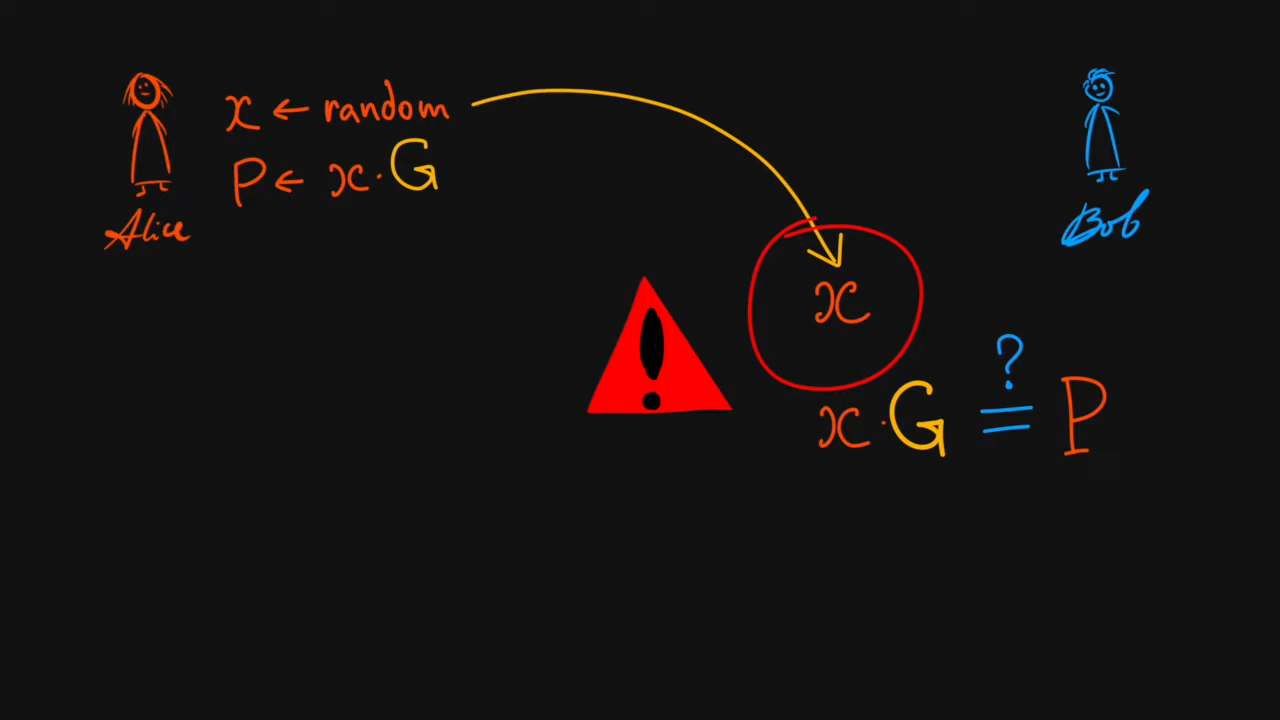 x ← random
P ← x · G
Alice
Bob
!
x
x · G ≟ P